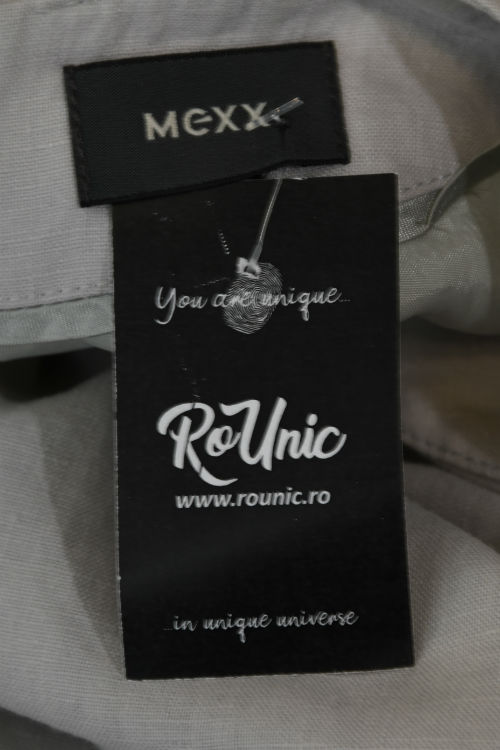 MEXX
You are unique...
RoUnic
www.rounic.ro
...in unique universe